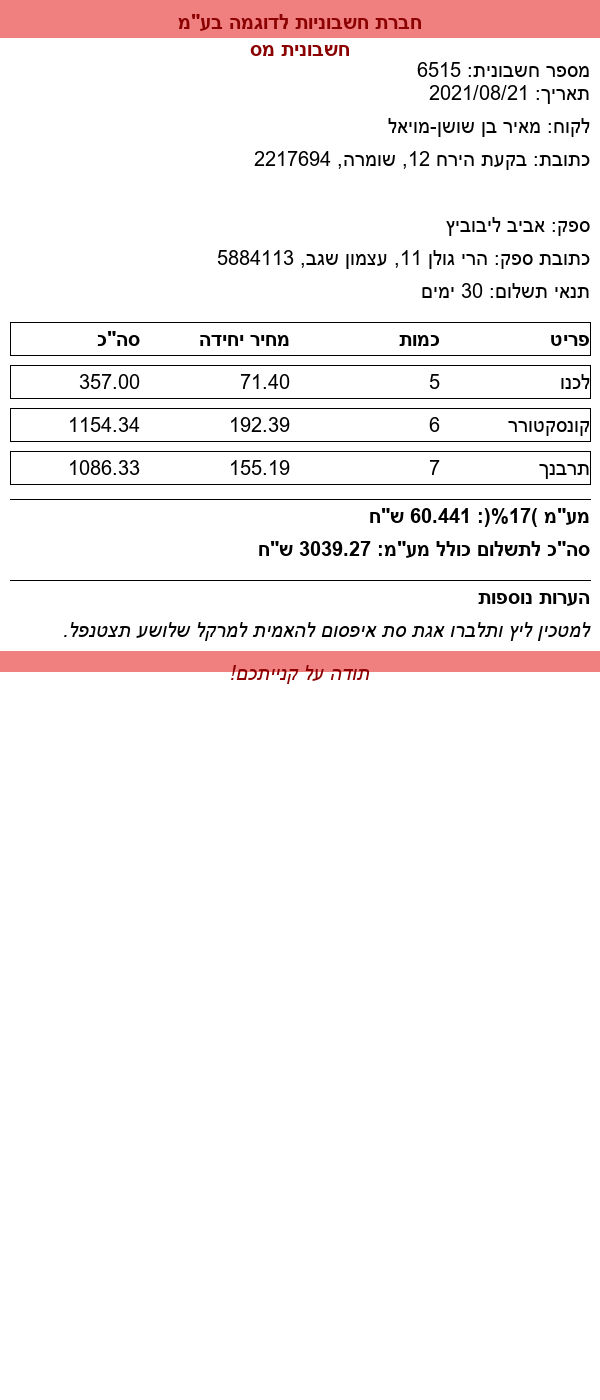 חברת חשבוניות לדוגמה בע"מ
חשבונית מס
מספר חשבונית: 6515
תאריך: 2021/08/21
לקוח: מאיר בן שושן-מויאל
כתובת: בקעת הירח 12, שומרה, 2217694
ספק: אביב ליבוביץ
כתובת ספק: הרי גולן 11, עצמון שגב, 5884113
תנאי תשלום: 30 ימים
פריט כמות מחיר יחידה סה"כ
לכנו 5 71.40 357.00
קונסקטורר 6 192.39 1154.34
תרבנך 7 155.19 1086.33
מע"מ )17%(: 60.441 ש"ח
סה"כ לתשלום כולל מע"מ: 3039.27 ש"ח
הערות נוספות
למטכין ליץ ותלברו אגת סת איפסום להאמית למרקל שלושע תצטנפל.
תודה על קנייתכם!